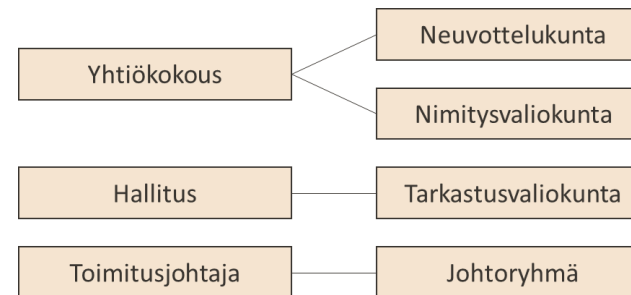 Neuvottelukunta
Yhtiökokous
Nimitysvaliokunta
Hallitus
Tarkastusvaliokunta
Toimitusjohtaja
Johtoryhmä